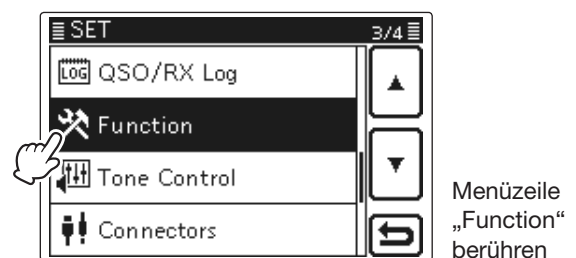 SET 3/4
LOG QSO/RX Log
Function
Tone Control
Connectors
Menüzeile
„Function“
berühren